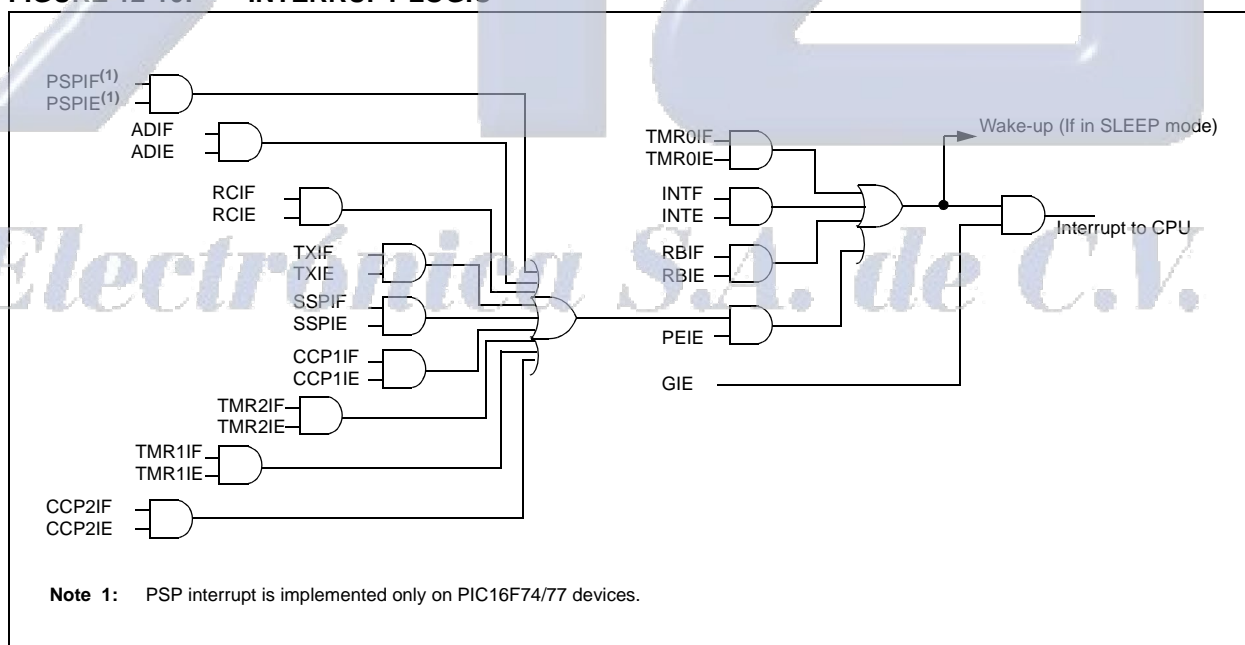 FIGURE 12-10: INTERRUPT LOGIC
PSPIF(1)
PSPIE(1)
ADIF
ADIE
RCIF
RCIE
TXIF
TXIE
SSPIF
SSPIE
CCP1IF
CCP1IE
TMR2IF
TMR2IE
TMR1IF
TMR1IE
CCP2IF
CCP2IE
TMR0IF
TMR0IE
INTF
INTE
RBIF
RBIE
PEIE
GIE
Wake-up (If in SLEEP mode)
Interrupt to CPU
Electrónica S.A. de C.V.
Note 1: PSP interrupt is implemented only on PIC16F74/77 devices.